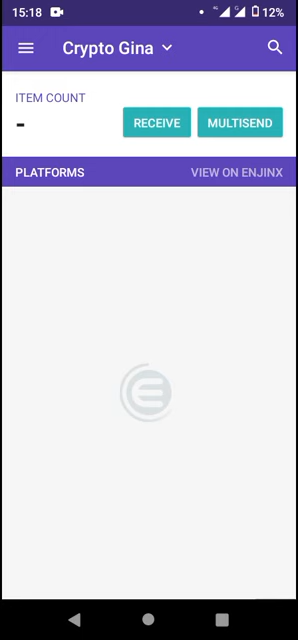 15:18 12%
Crypto Gina
ITEM COUNT
-
RECEIVE MULTISEND
PLATFORMS VIEW ON ENJINX